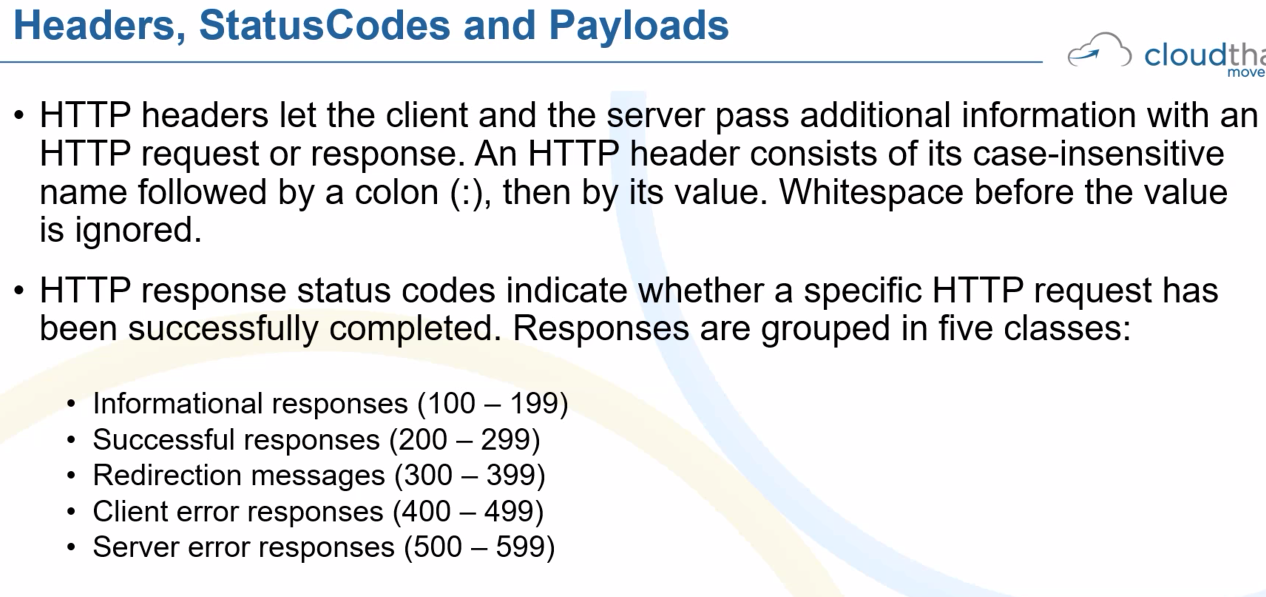 Headers, StatusCodes and Payloads
cloudtha
move
• HTTP headers let the client and the server pass additional information with an
HTTP request or response. An HTTP header consists of its case-insensitive
name followed by a colon (:), then by its value. Whitespace before the value
is ignored.
• HTTP response status codes indicate whether a specific HTTP request has
been successfully completed. Responses are grouped in five classes:
• Informational responses (100 – 199)
• Successful responses (200 – 299)
• Redirection messages (300 – 399)
• Client error responses (400 – 499)
• Server error responses (500 – 599)